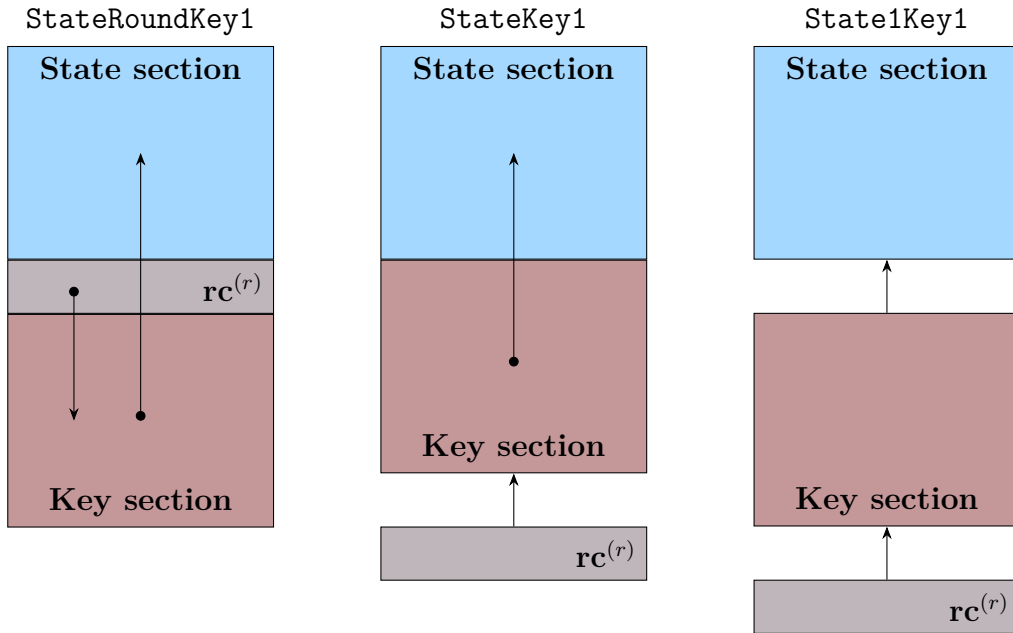 StateRoundKey1
State section
rc^{(r)}
Key section
StateKey1
State section
Key section
rc^{(r)}
State1Key1
State section
Key section
rc^{(r)}